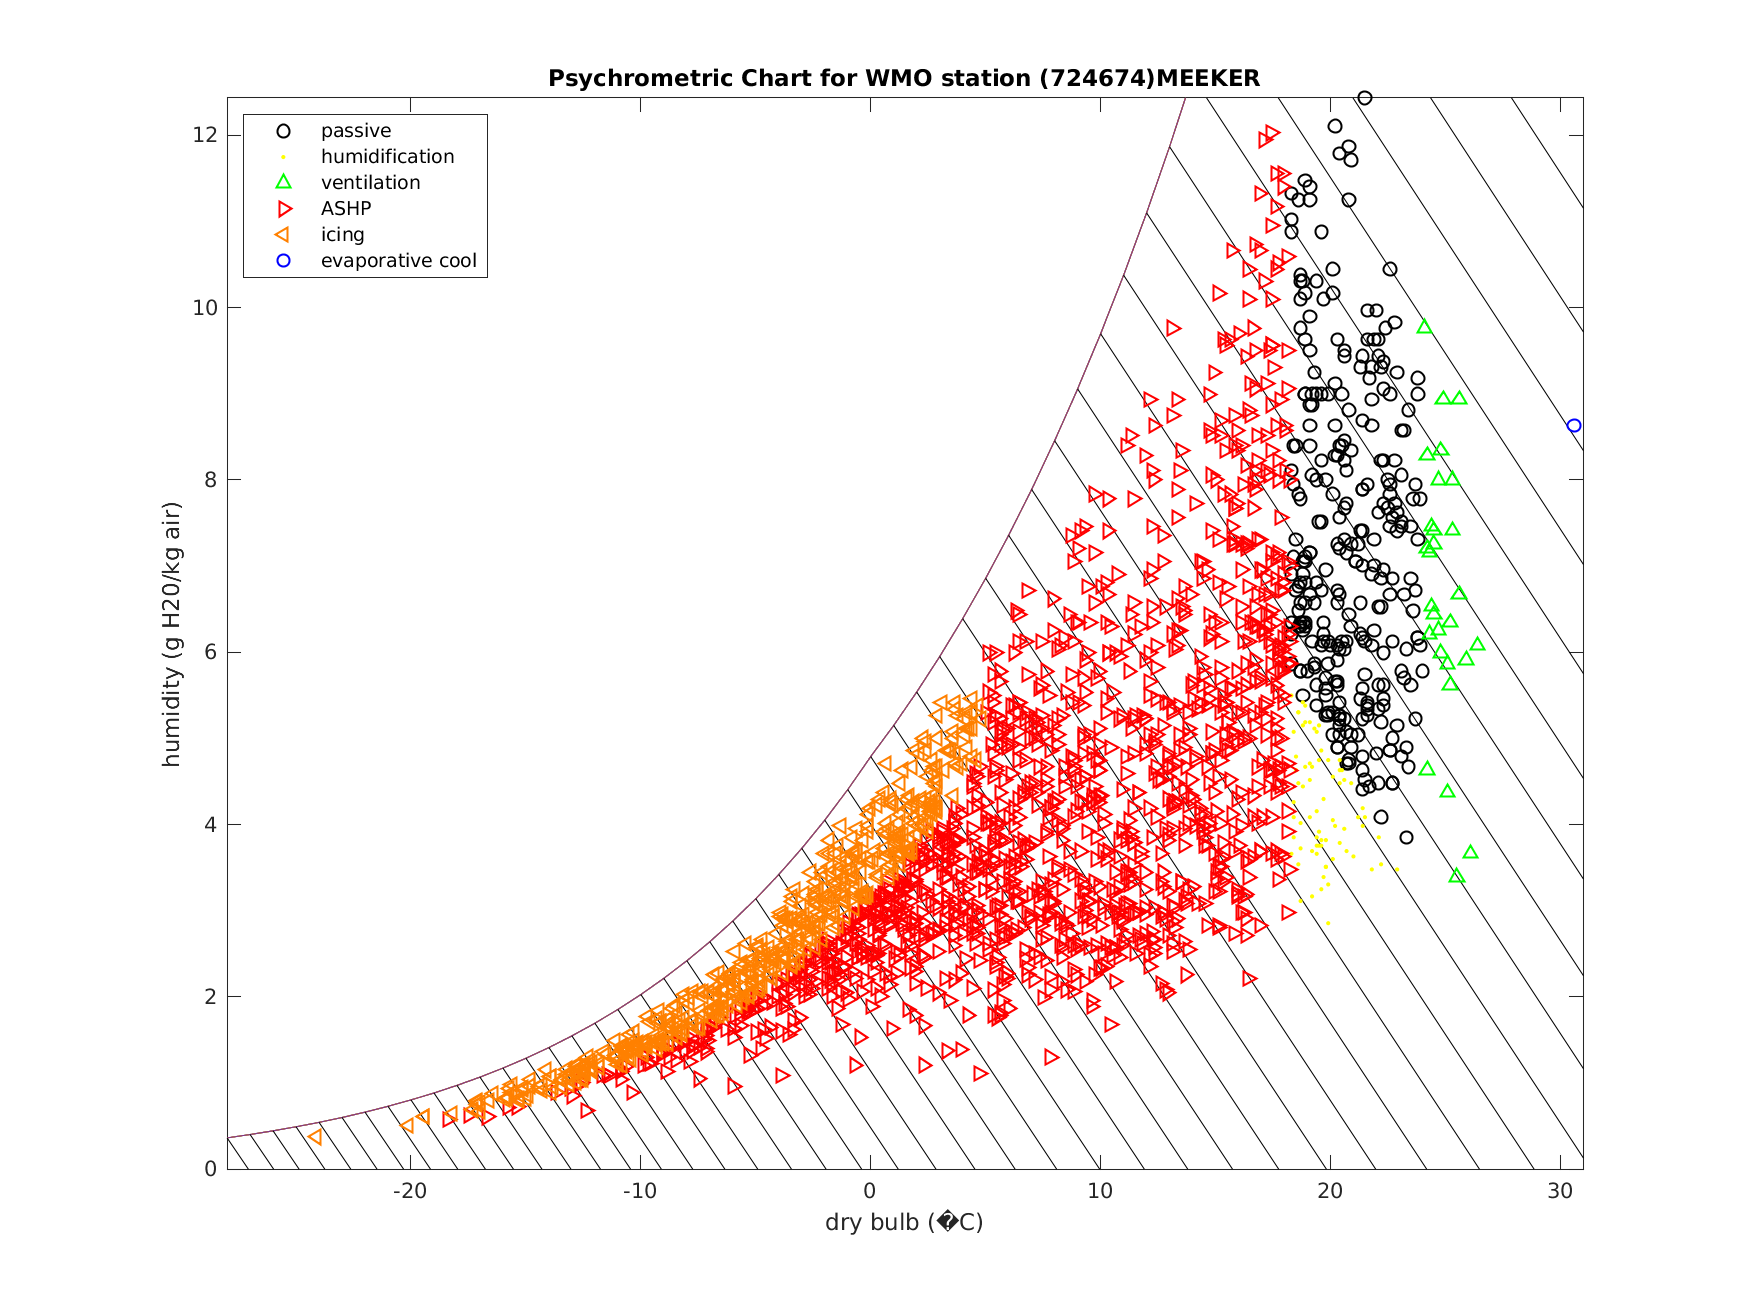 Psychrometric Chart for WMO station (724674)MEEKER
passive
humidification
ventilation
ASHP
icing
evaporative cool
humidity (g H20/kg air)
12
10
8
6
4
2
0
-20 -10 0 10 20 30
dry bulb (�C)